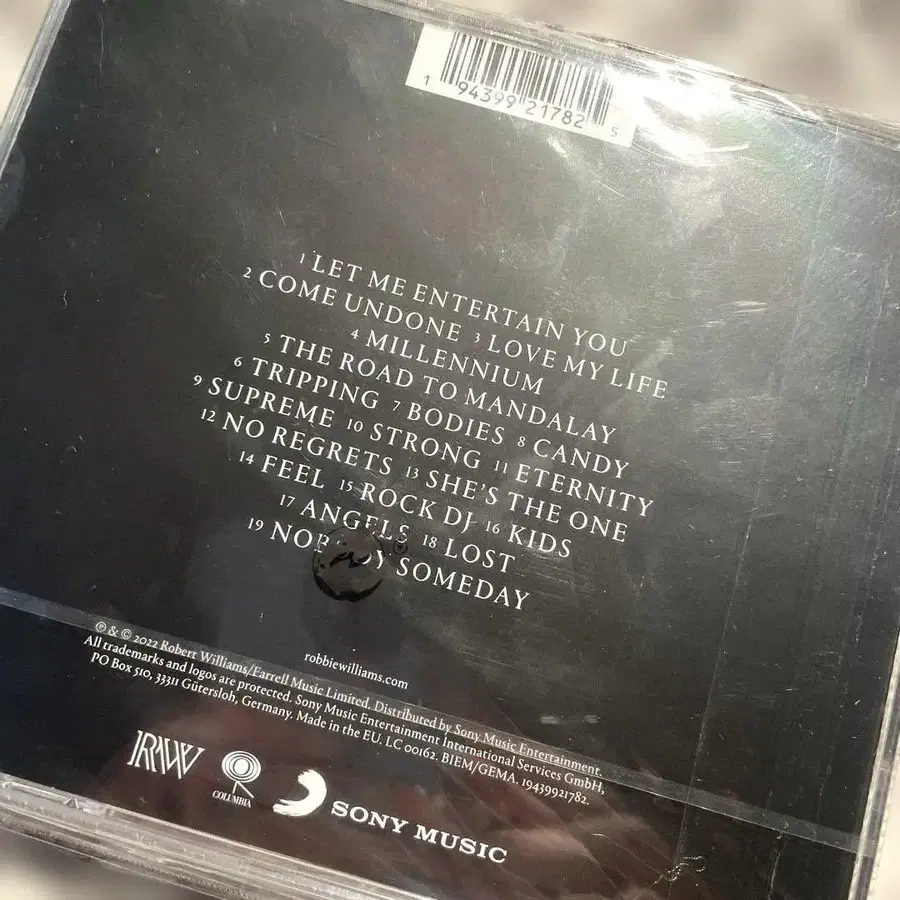 1 94399 21782 5
1 LET ME ENTERTAIN YOU
2 COME UNDONE 3 LOVE MY LIFE
4 MILLENNIUM
5 THE ROAD TO MANDALAY
6 TRIPPING 7 BODIES 8 CANDY
9 SUPREME 10 STRONG 11 ETERNITY
12 NO REGRETS 13 SHE'S THE ONE
14 FEEL 15 ROCK DJ 16 KIDS
17 ANGELS 18 LOST
19 NOBODY SOMEDAY
robbiewilliams.com
℗ & © 2022 Robert Williams/Farrell Music Limited. Distributed by Sony Music Entertainment.
All trademarks and logos are protected. Sony Music Entertainment International Services GmbH,
PO Box 510, 33311 Gütersloh, Germany. Made in the EU. LC 00162. BIEM/GEMA. 19439921782.
RW
COLUMBIA
SONY MUSIC